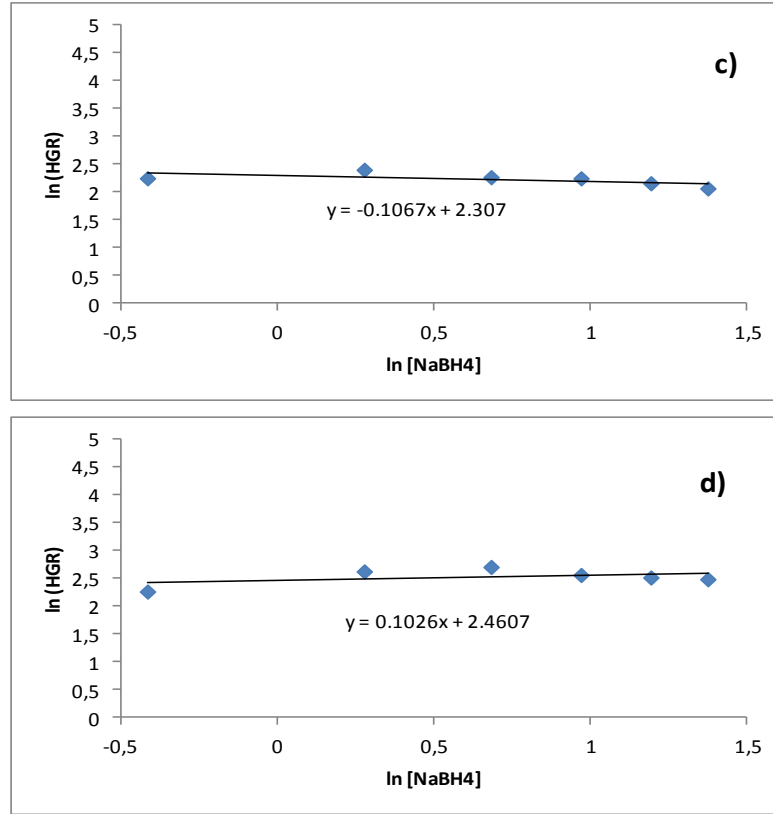 5
4,5
4
3,5
3
2,5
2
1,5
1
0,5
0
ln (HGR)
c)
y = -0.1067x + 2.307
-0,5 0 0,5 1 1,5
ln [NaBH4]
5
4,5
4
3,5
3
2,5
2
1,5
1
0,5
0
ln (HGR)
d)
y = 0.1026x + 2.4607
-0,5 0 0,5 1 1,5
ln [NaBH4]